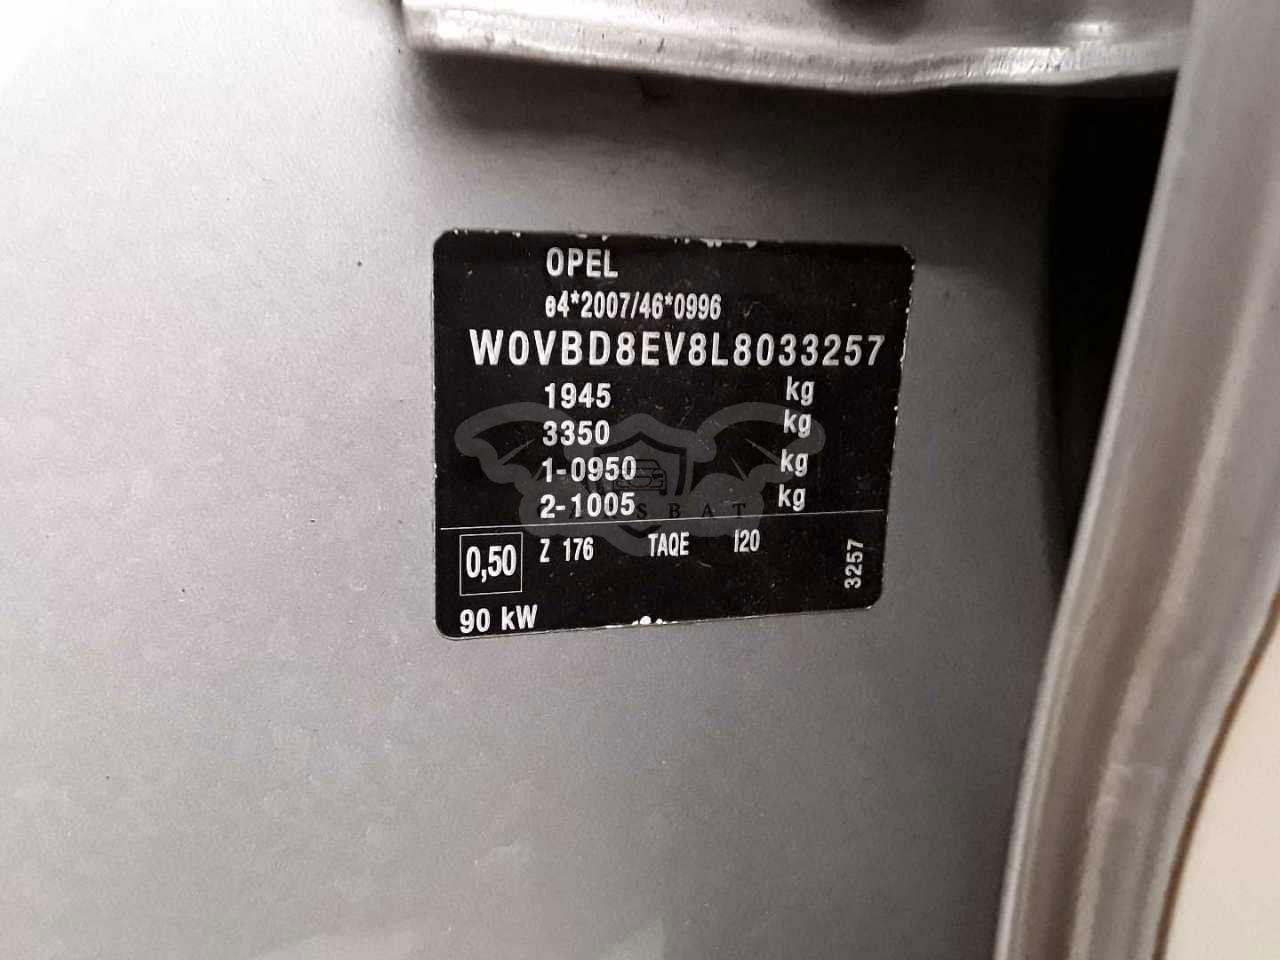 OPEL
e4*2007/46*0996
W0VBD8EV8L8033257
1945 kg
3350 kg
1-0950 kg
2-1005 kg
0,50 Z 176 TAQE I20
3257
90 kW